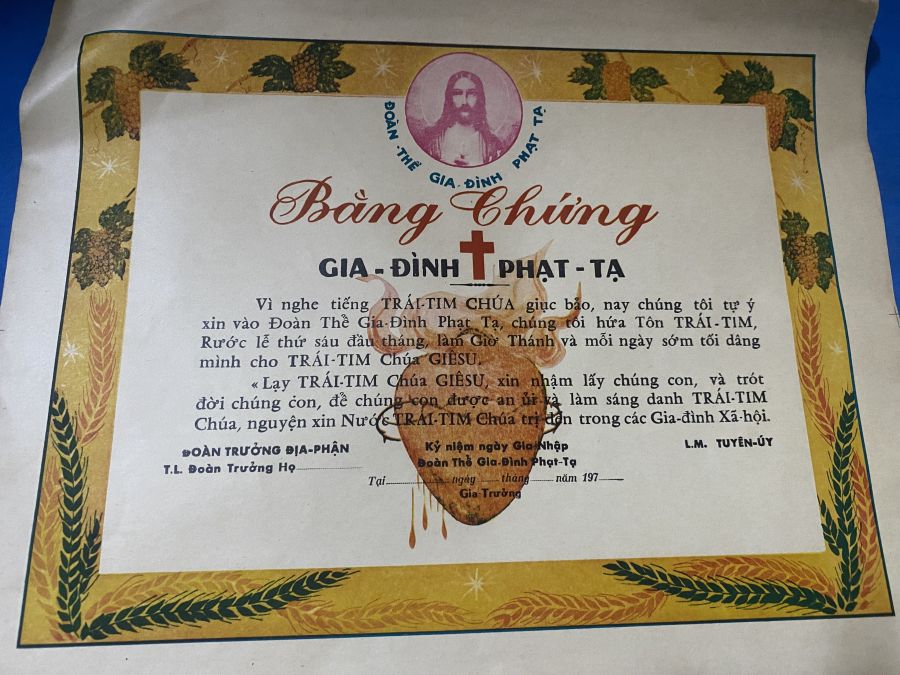 ĐOÀN · THỂ GIA·ĐÌNH PHẠT TẠ
Bằng Chứng
GIA - ĐÌNH PHẠT - TẠ
Vì nghe tiếng TRÁI-TIM CHÚA giục bảo, nay chúng tôi tự ý
xin vào Đoàn Thể Gia-Đình Phạt Tạ, chúng tôi hứa Tôn TRÁI-TIM,
Rước lễ thứ sáu đầu tháng, làm Giờ Thánh và mỗi ngày sớm tối dâng
mình cho TRÁI-TIM Chúa GIÊSU.
« Lạy TRÁI-TIM Chúa GIÊSU, xin nhậm lấy chúng con, và trót
đời chúng con, để chúng con được an ủi và làm sáng danh TRÁI-TIM
Chúa, nguyện xin Nước TRÁI-TIM Chúa trị đến trong các Gia-đình Xã-hội.
ĐOÀN TRƯỞNG ĐỊA-PHẬN
T.L. Đoàn Trưởng Họ
Kỷ niệm ngày Gia-Nhập
Đoàn Thể Gia-Đình Phạt-Tạ
Tại ngày tháng năm 197
Gia Trưởng
L.M. TUYÊN-ÚY